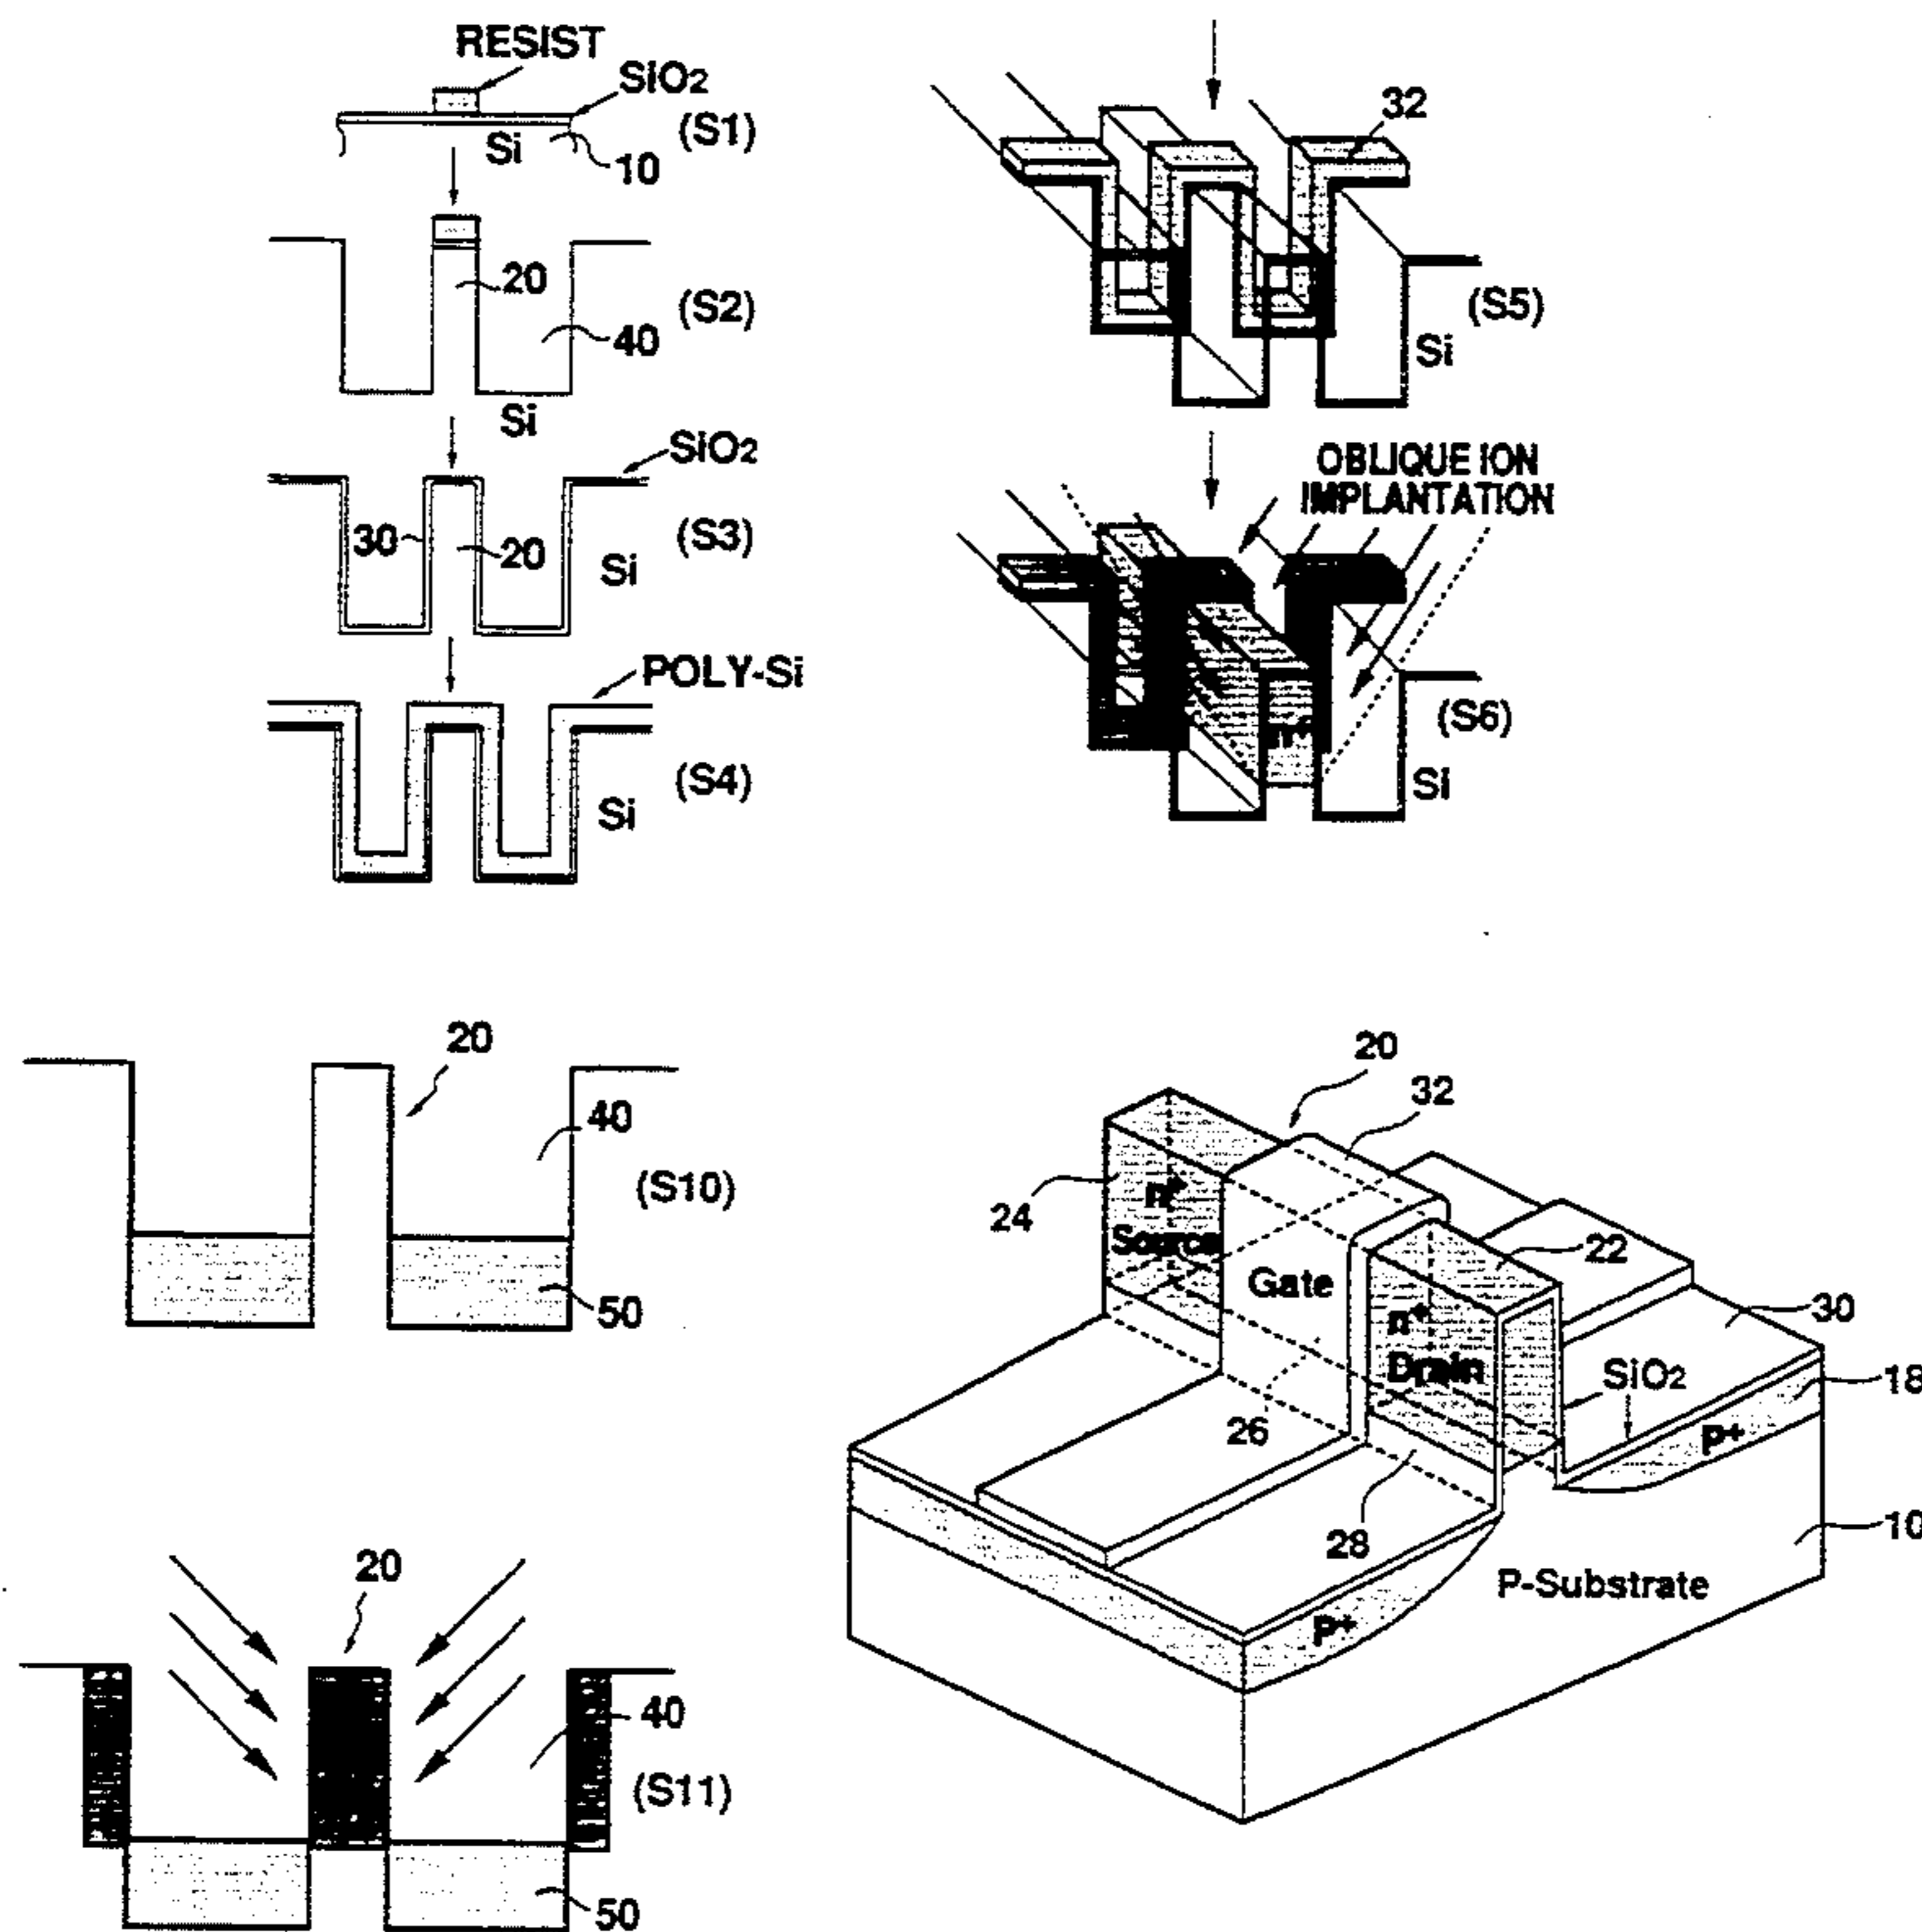 RESIST
SiO2
(S1)
Si
10
20
(S2)
40
Si
SiO2
30
20
(S3)
Si
POLY-Si
(S4)
Si
32
(S5)
Si
OBLIQUE ION
IMPLANTATION
n+
(S6)
Si
20
40
(S10)
50
20
40
(S11)
50
20
32
24
n+
Source
Gate
22
n+
Drain
30
SiO2
18
p+
26
28
10
P-Substrate
p+